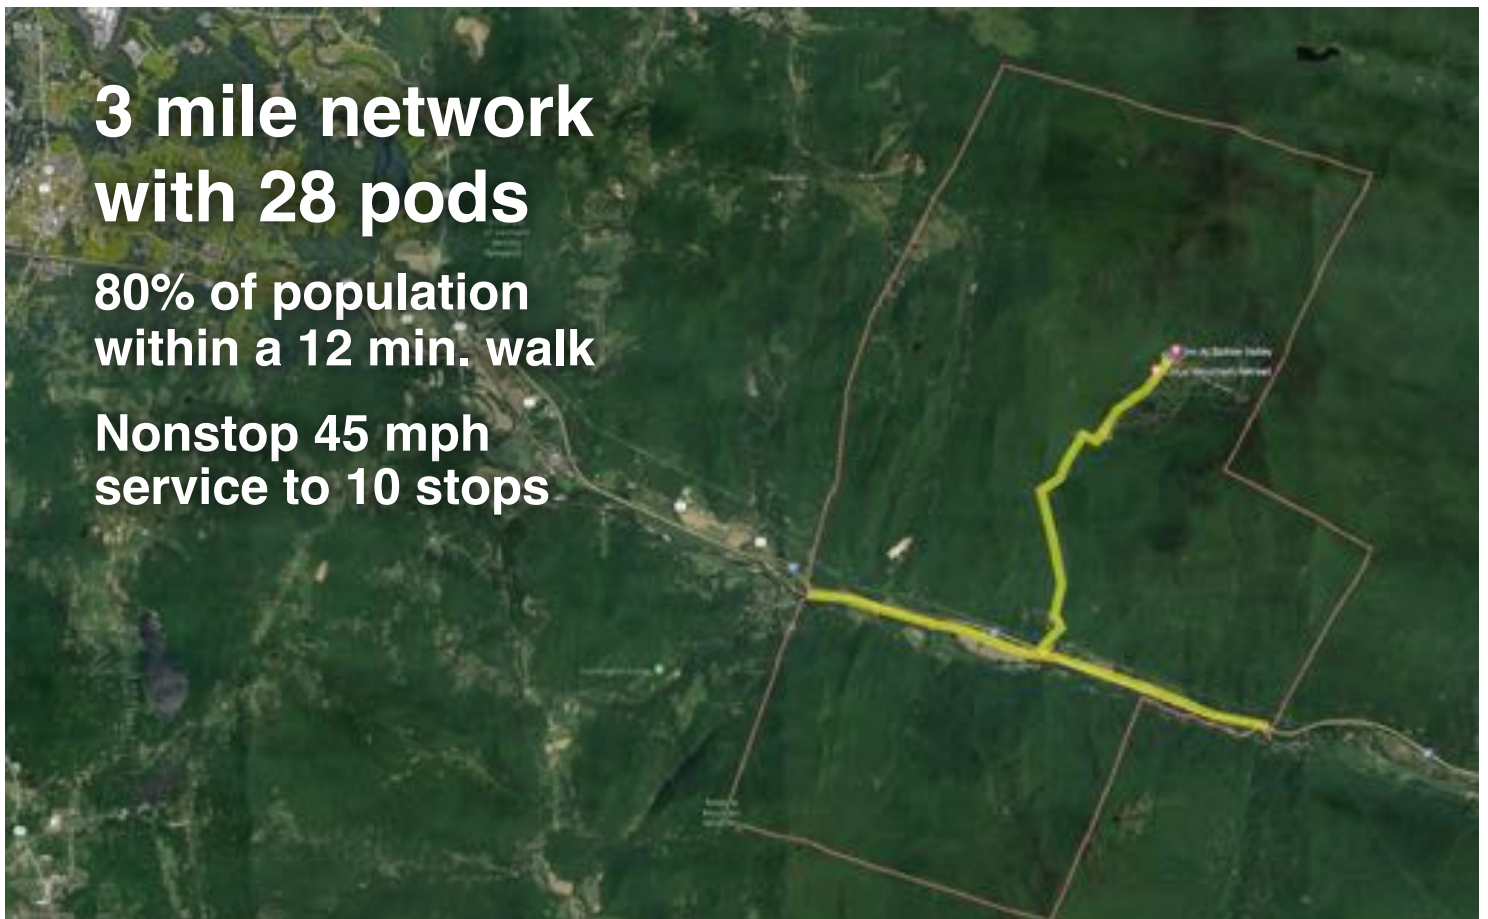 3 mile network
with 28 pods
80% of population
within a 12 min. walk
Nonstop 45 mph
service to 10 stops